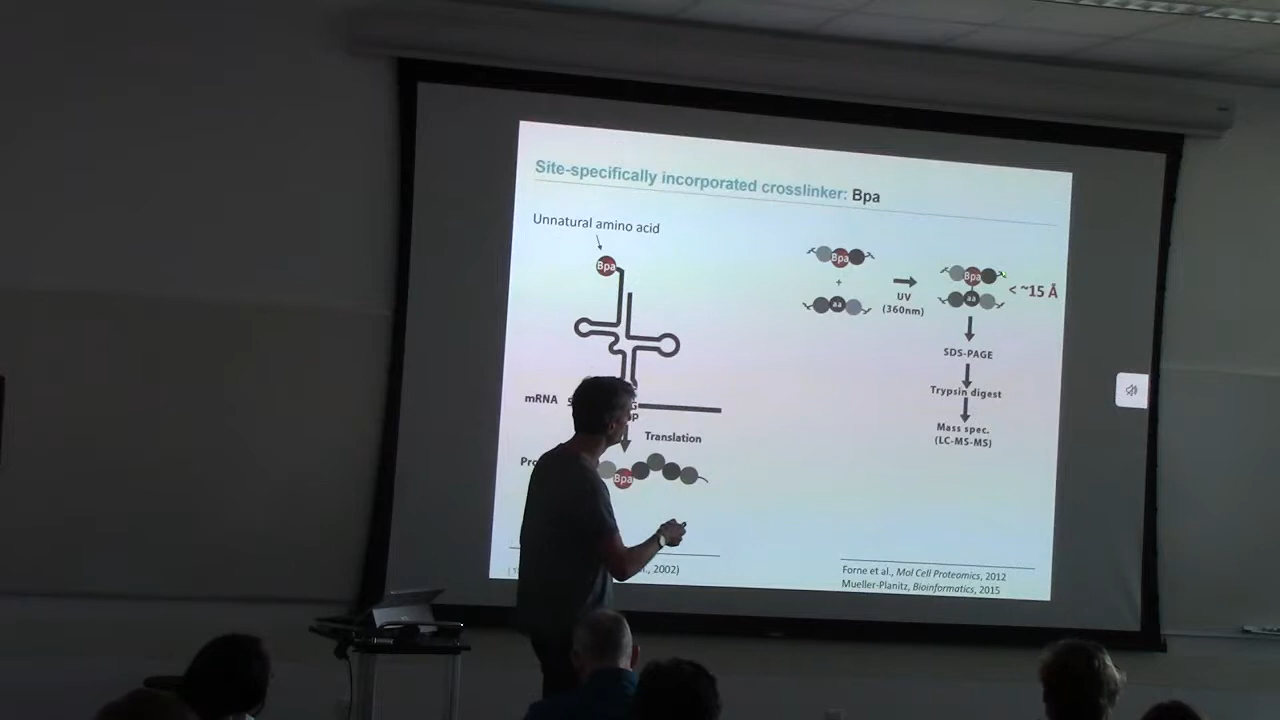 Site-specifically incorporated crosslinker: Bpa
Unnatural amino acid
Bpa
mRNA
Translation
Bpa
, 2002)
Bpa
+
aa
UV
(360nm)
Bpa
aa
< ~15 Å
SDS-PAGE
Trypsin digest
Mass spec.
(LC-MS-MS)
Forne et al., Mol Cell Proteomics, 2012
Mueller-Planitz, Bioinformatics, 2015